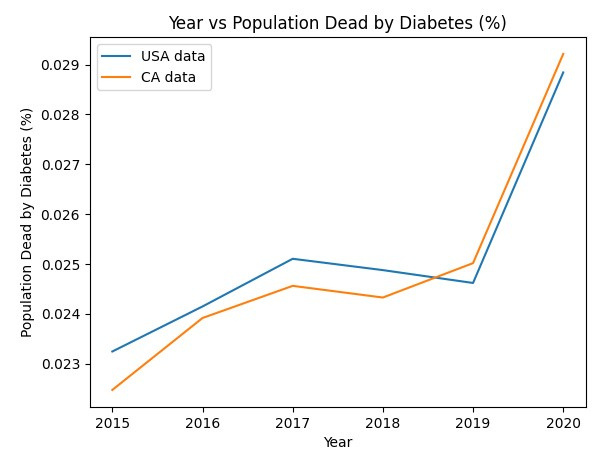 Year vs Population Dead by Diabetes (%)
USA data
CA data
Population Dead by Diabetes (%)
0.029
0.028
0.027
0.026
0.025
0.024
0.023
2015 2016 2017 2018 2019 2020
Year